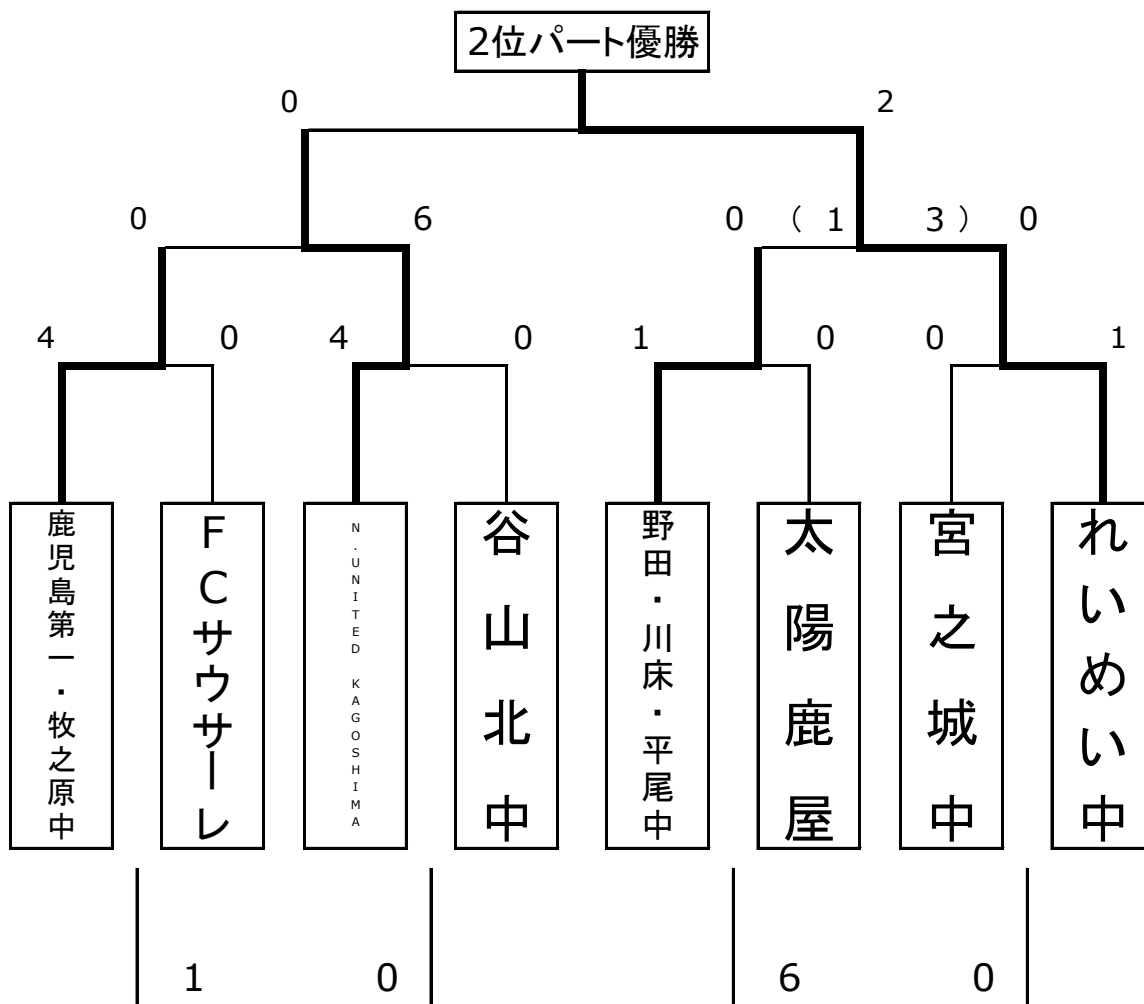 2位パート優勝
0 2
0 6 0 ( 1 3 ) 0
4 0 4 0 1 0 0 1
鹿児島第一・牧之原中
FCサウサーレ
N.UNITED KAGOSHIMA
谷山北中
野田・川床・平尾中
太陽鹿屋
宮之城中
れいめい中
1 0 6 0